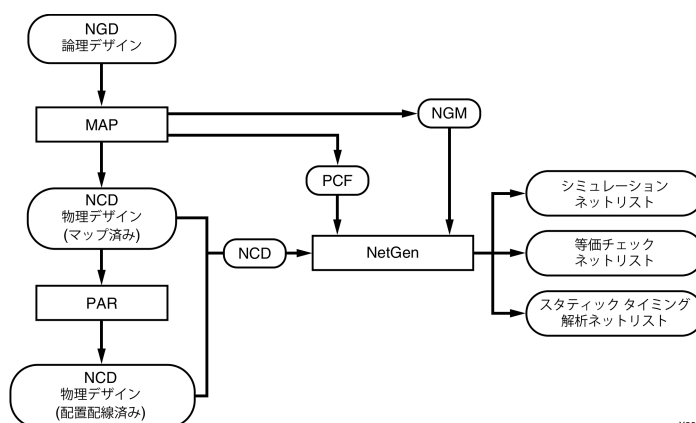 NGD
論理デザイン
MAP
NGM
PCF
NCD
物理デザイン
(マップ済み)
NCD
NetGen
シミュレーション
ネットリスト
等価チェック
ネットリスト
スタティック タイミング
解析ネットリスト
PAR
NCD
物理デザイン
(配置配線済み)